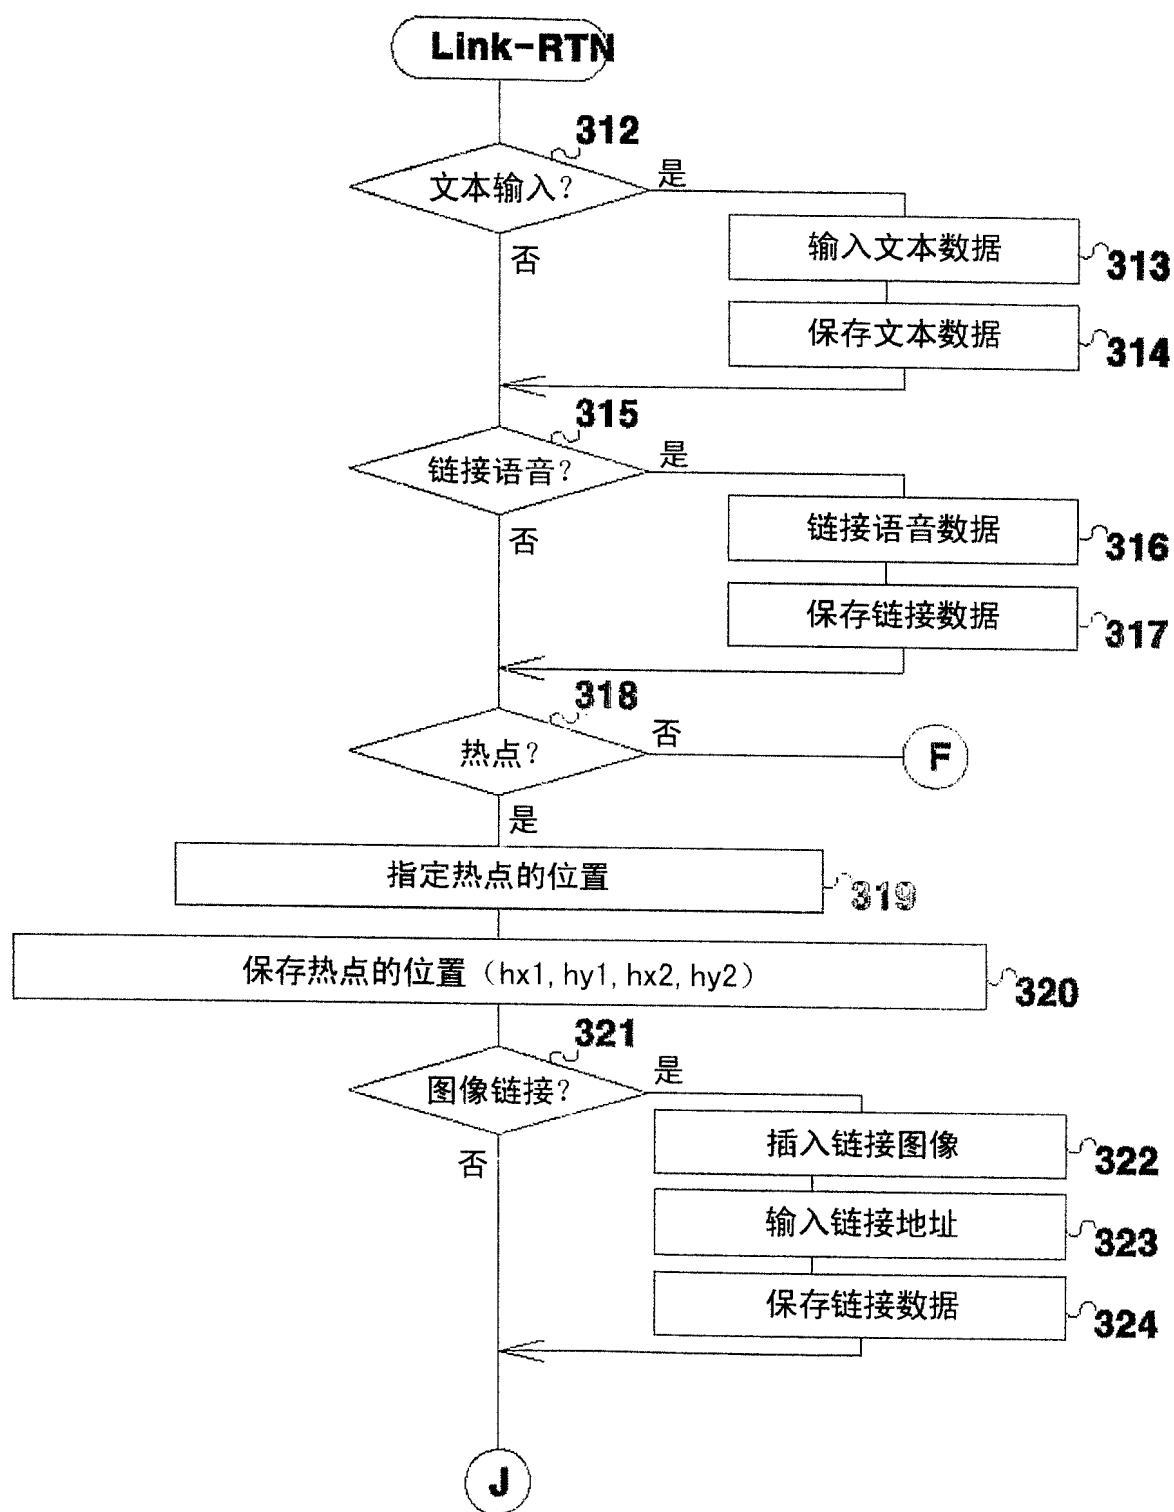 Link-RTN
312
文本输入?
是
输入文本数据
313
否
保存文本数据
314
315
链接语音?
是
链接语音数据
316
否
保存链接数据
317
318
热点?
否
F
是
指定热点的位置
319
保存热点的位置 (hx1, hy1, hx2, hy2)
320
321
图像链接?
是
插入链接图像
322
否
输入链接地址
323
保存链接数据
324
J